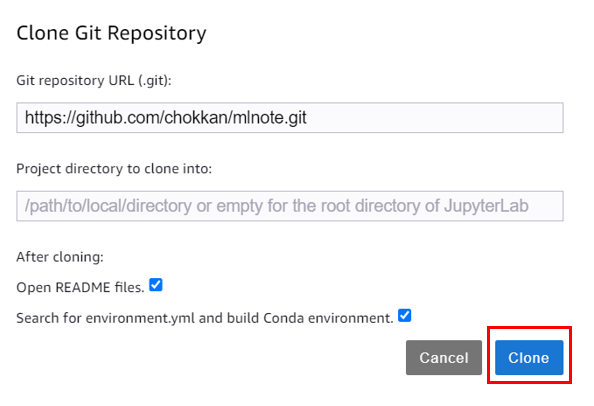 Clone Git Repository
Git repository URL (.git):
https://github.com/chokkan/mlnote.git
Project directory to clone into:
/path/to/local/directory or empty for the root directory of JupyterLab
After cloning:
Open README files.
Search for environment.yml and build Conda environment.
Cancel Clone